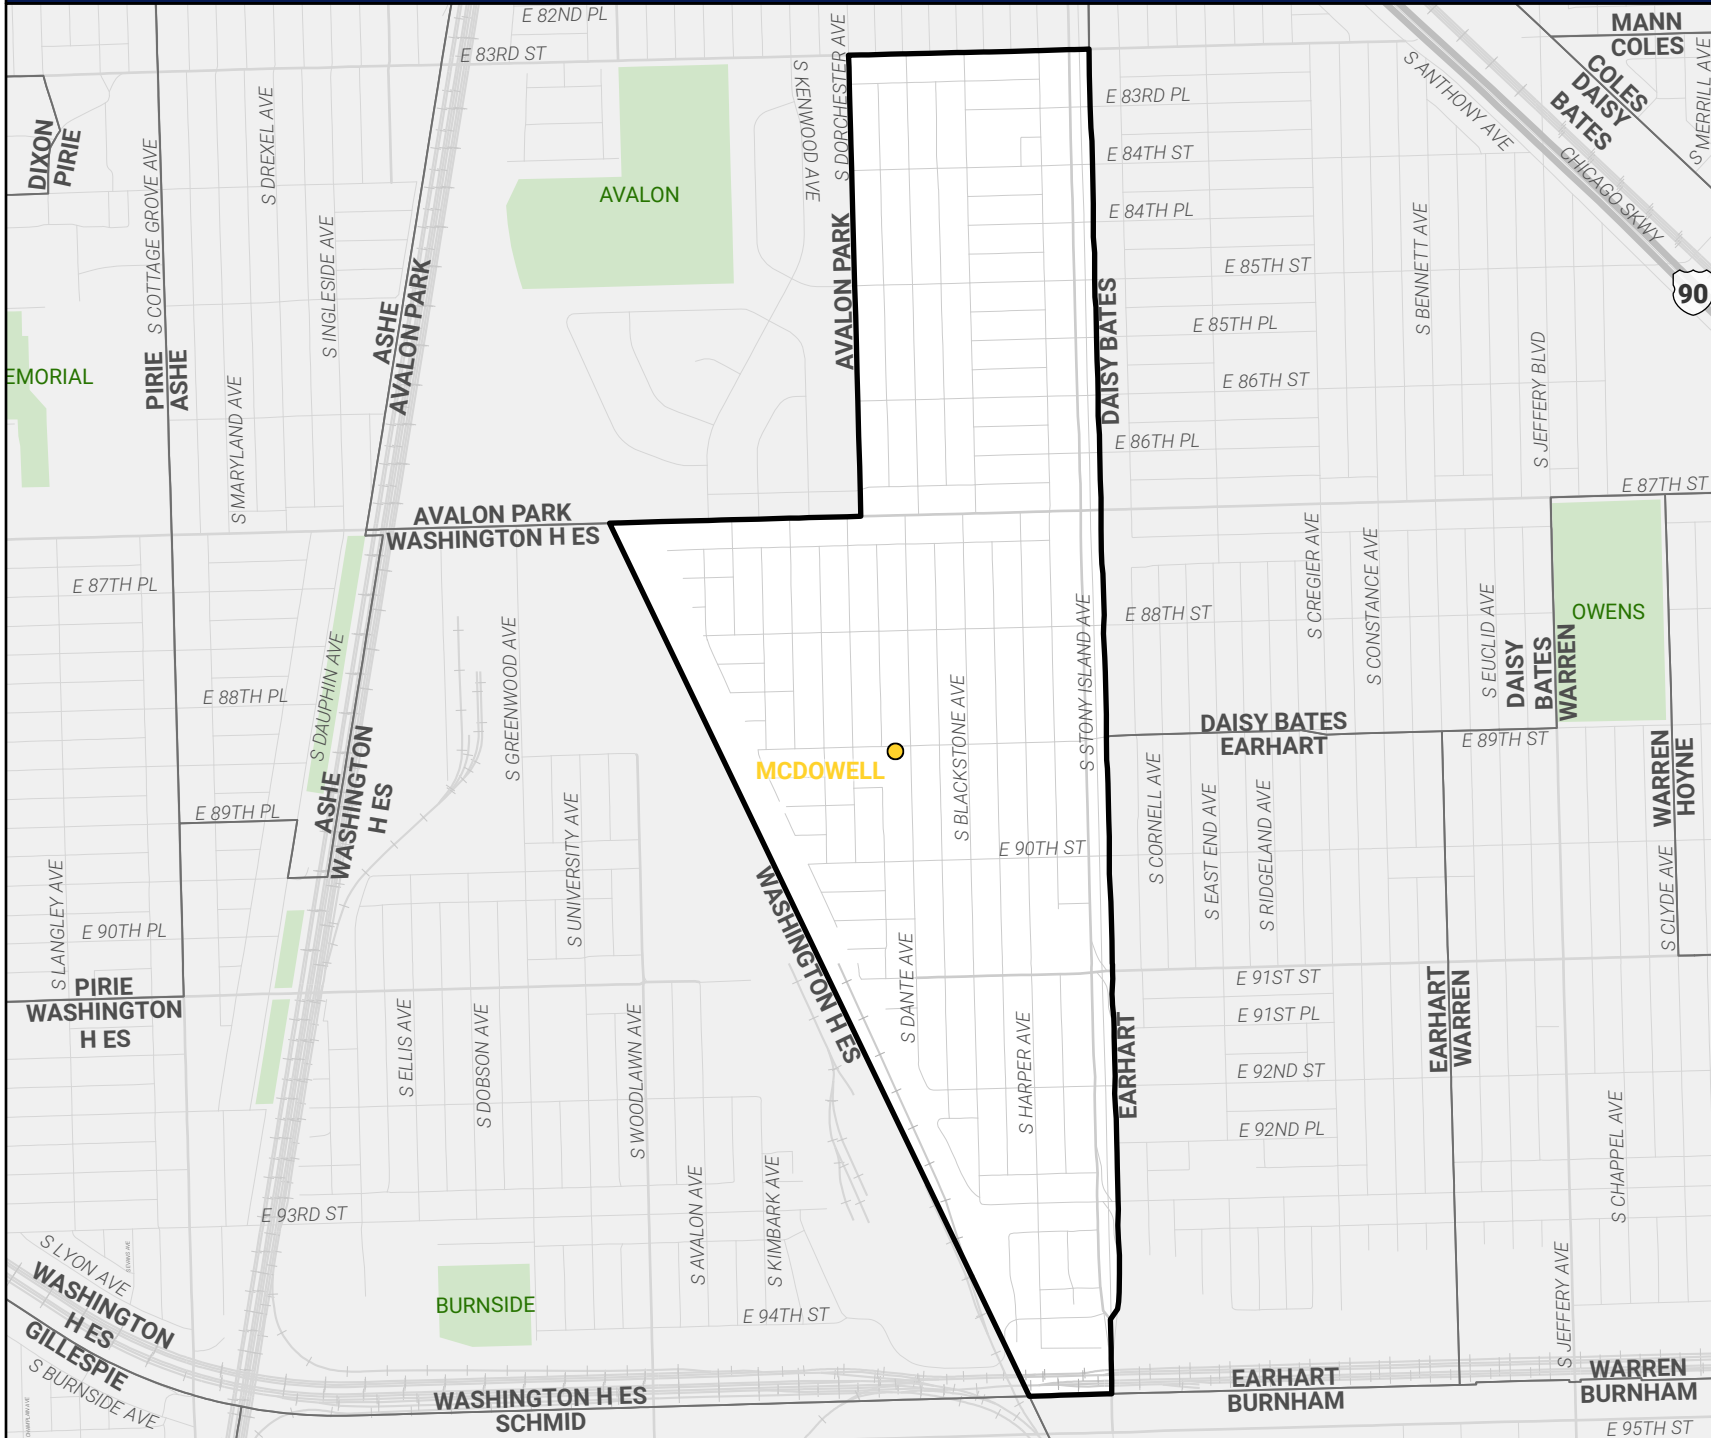 E 82ND PL
E 83RD ST
MANN
COLES
S MERRILL AVE
COLES
DAISY
BATES
S ANTHONY AVE
CHICAGO SKWY
90
S KENWOOD AVE
S DORCHESTER AVE
E 83RD PL
E 84TH ST
E 84TH PL
E 85TH ST
E 85TH PL
E 86TH ST
E 86TH PL
E 87TH ST
DIXON
PIRIE
S COTTAGE GROVE AVE
S DREXEL AVE
S INGLESIDE AVE
S MARYLAND AVE
AVALON
AVALON PARK
ASHE
AVALON PARK
PIRIE
ASHE
EMORIAL
DAISY BATES
S BENNETT AVE
S JEFFERY BLVD
AVALON PARK
WASHINGTON H ES
E 87TH PL
E 88TH PL
E 89TH PL
S DAUPHIN AVE
S GREENWOOD AVE
ASHE
WASHINGTON
H ES
S UNIVERSITY AVE
MCDOWELL
S BLACKSTONE AVE
S STONY ISLAND AVE
E 88TH ST
S CREGIER AVE
S CONSTANCE AVE
S EUCLID AVE
DAISY
BATES
WARREN
OWENS
DAISY BATES
EARHART
E 89TH ST
WARREN
HOYNE
S CORNELL AVE
S EAST END AVE
S RIDGELAND AVE
E 90TH ST
S CLYDE AVE
S LANGLEY AVE
E 90TH PL
PIRIE
WASHINGTON
H ES
WASHINGTON H ES
S DANTE AVE
S HARPER AVE
EARHART
E 91ST ST
E 91ST PL
E 92ND ST
E 92ND PL
EARHART
WARREN
S ELLIS AVE
S DOBSON AVE
S WOODLAWN AVE
S AVALON AVE
S KIMBARK AVE
S CHAPPEL AVE
S JEFFERY AVE
E 93RD ST
S LYON AVE
S EVANS AVE
WASHINGTON
H ES
GILLESPIE
S BURNSIDE AVE
BURNSIDE
E 94TH ST
WASHINGTON H ES
SCHMID
EARHART
BURNHAM
WARREN
BURNHAM
E 95TH ST